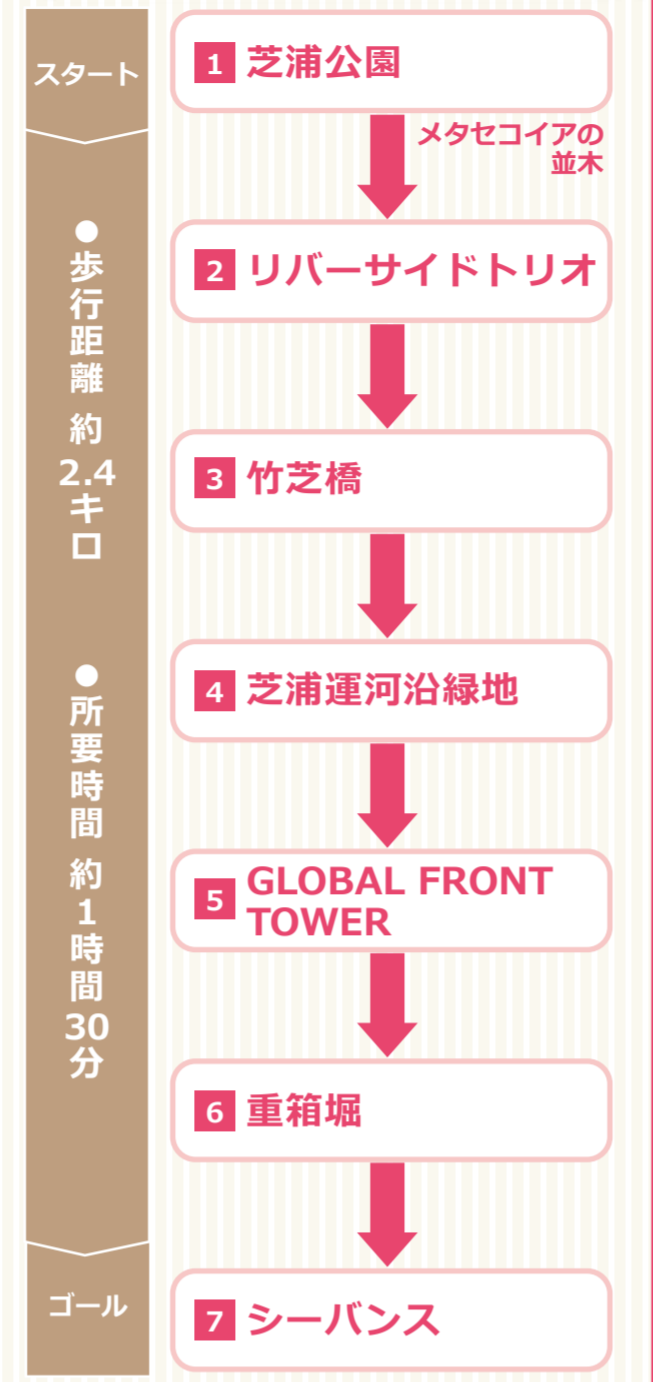 スタート
●歩行距離 約2.4キロ
●所要時間 約1時間30分
ゴール
1 芝浦公園
メタセコイアの
並木
2 リバーサイドトリオ
3 竹芝橋
4 芝浦運河沿緑地
5 GLOBAL FRONT
TOWER
6 重箱堀
7 シーバンス